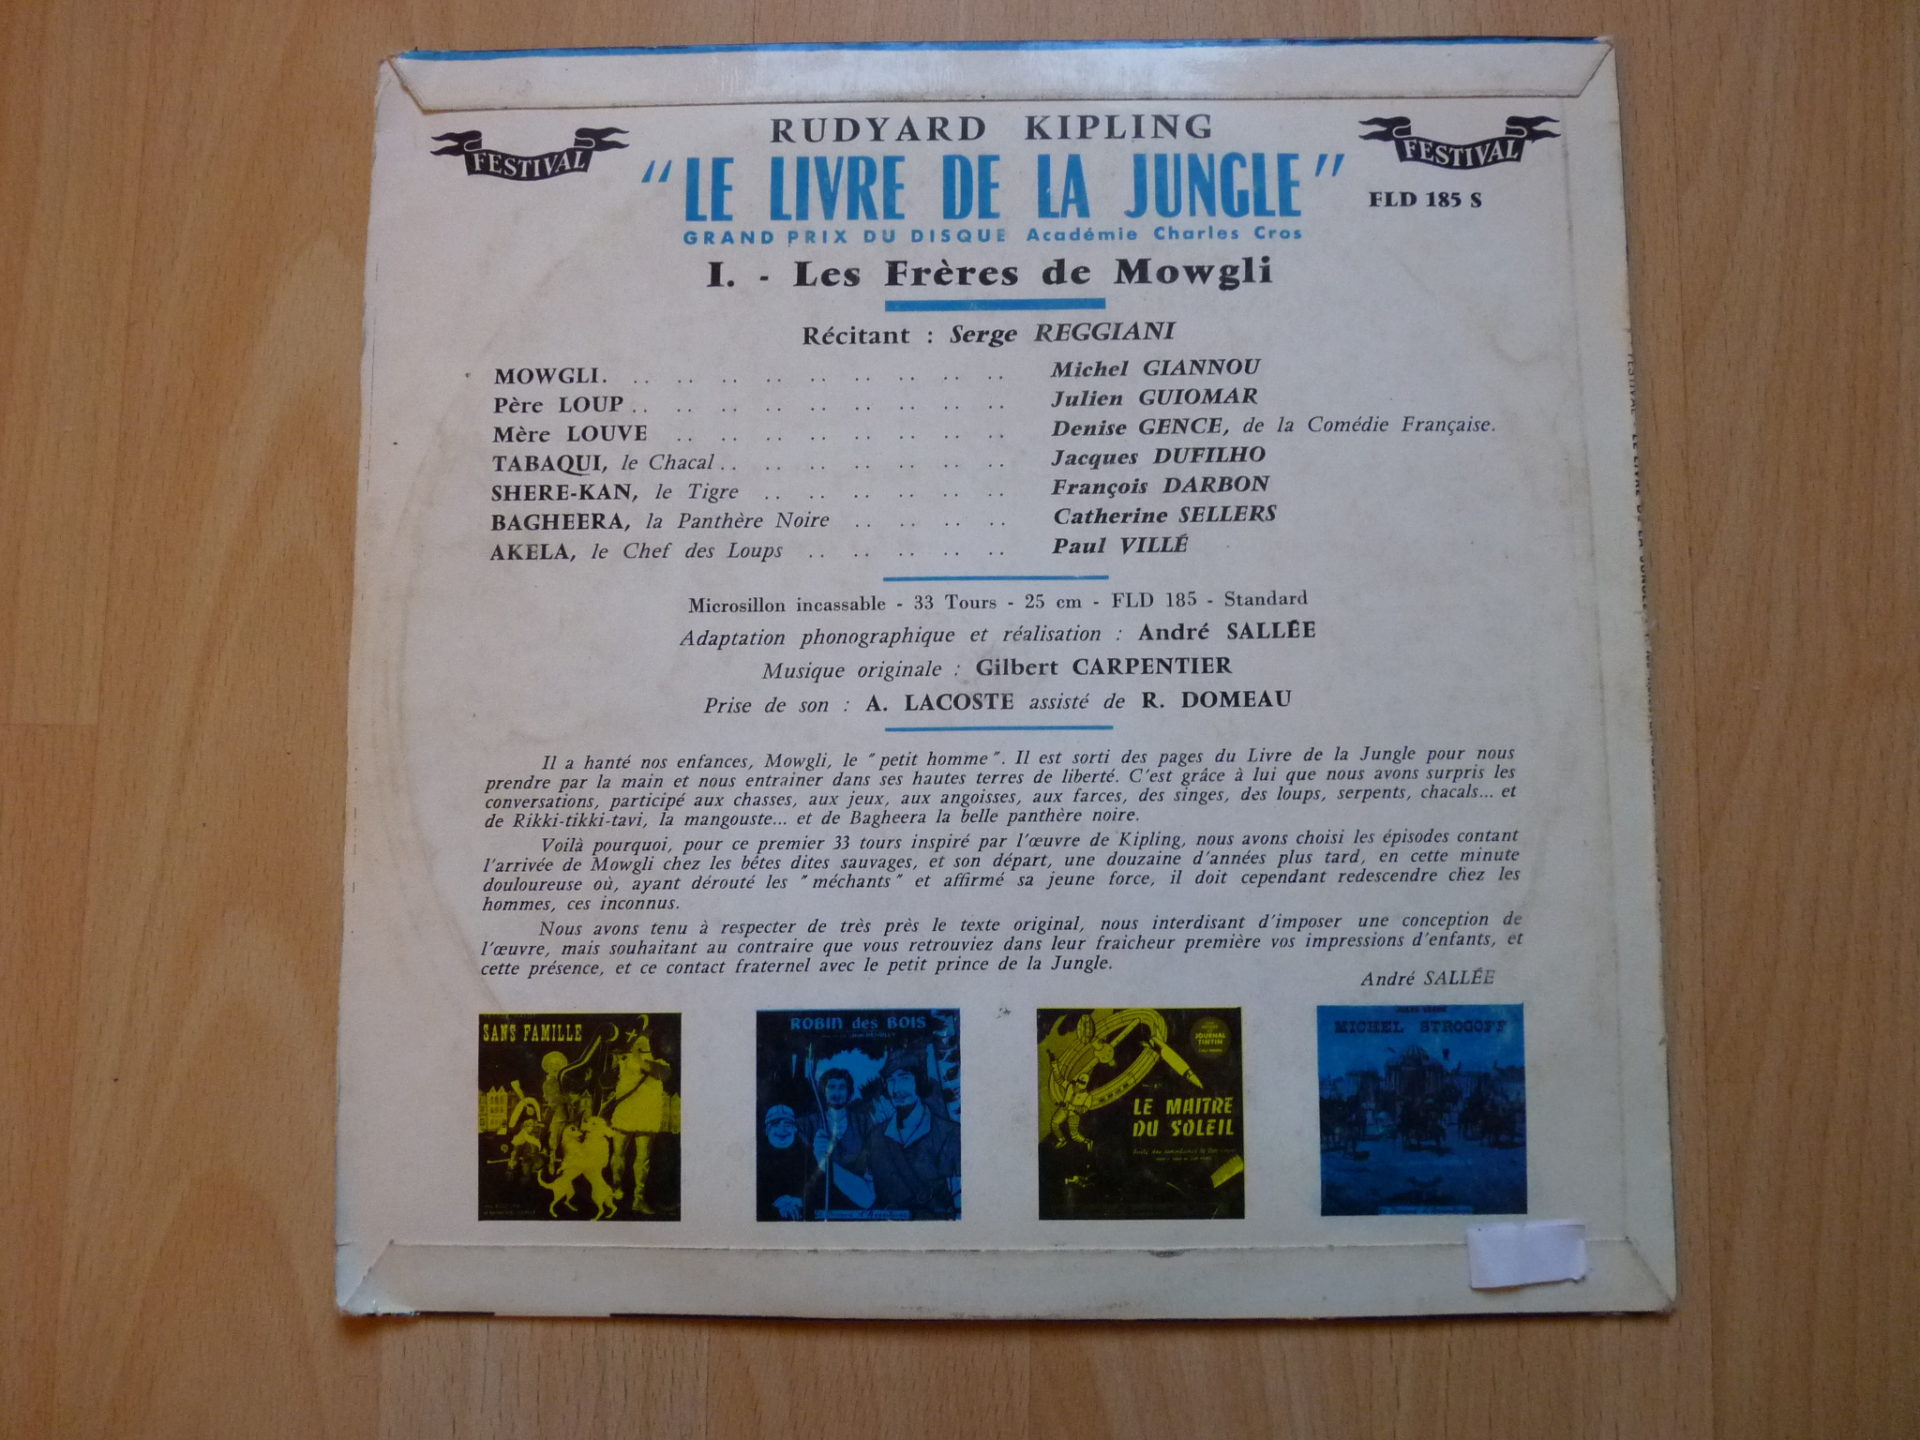 RUDYARD KIPLING
FESTIVAL
FESTIVAL
"LE LIVRE DE LA JUNGLE"
FLD 185 S
GRAND PRIX DU DISQUE Académie Charles Cros
I. - Les Frères de Mowgli
Récitant : Serge REGGIANI
MOWGLI. .. .. .. .. .. .. .. .. .. Michel GIANNOU
Père LOUP .. .. .. .. .. .. .. .. .. Julien GUIOMAR
Mère LOUVE .. .. .. .. .. .. .. .. Denise GENCE, de la Comédie Française.
TABAQUI, le Chacal .. .. .. .. .. .. .. Jacques DUFILHO
SHERE-KAN, le Tigre .. .. .. .. .. .. François DARBON
BAGHEERA, la Panthère Noire .. .. .. .. Catherine SELLERS
AKELA, le Chef des Loups .. .. .. .. .. Paul VILLÉ
Microsillon incassable - 33 Tours - 25 cm - FLD 185 - Standard
Adaptation phonographique et réalisation : André SALLÉE
Musique originale : Gilbert CARPENTIER
Prise de son : A. LACOSTE assisté de R. DOMEAU
Il a hanté nos enfances, Mowgli, le "petit homme". Il est sorti des pages du Livre de la Jungle pour nous
prendre par la main et nous entrainer dans ses hautes terres de liberté. C'est grâce à lui que nous avons surpris les
conversations, participé aux chasses, aux jeux, aux angoisses, aux farces, des singes, des loups, serpents, chacals... et
de Rikki-tikki-tavi, la mangouste... et de Bagheera la belle panthère noire.
Voilà pourquoi, pour ce premier 33 tours inspiré par l'œuvre de Kipling, nous avons choisi les épisodes contant
l'arrivée de Mowgli chez les bêtes dites sauvages, et son départ, une douzaine d'années plus tard, en cette minute
douloureuse où, ayant dérouté les "méchants" et affirmé sa jeune force, il doit cependant redescendre chez les
hommes, ces inconnus.
Nous avons tenu à respecter de très près le texte original, nous interdisant d'imposer une conception de
l'œuvre, mais souhaitant au contraire que vous retrouviez dans leur fraicheur première vos impressions d'enfants, et
cette présence, et ce contact fraternel avec le petit prince de la Jungle.
André SALLÉE
SANS FAMILLE
ROBIN des BOIS
JOURNAL
TINTIN
LE MAITRE
DU SOLEIL
JULES VERNE
MICHEL STROGOFF